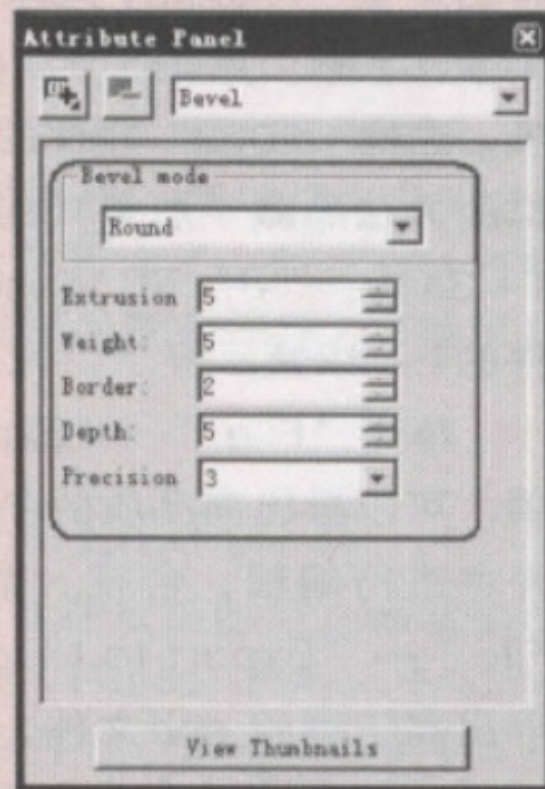 Attribute Panel
Bevel
Bevel mode
Round
Extrusion 5
Weight: 5
Border: 2
Depth: 5
Precision 3
View Thumbnails